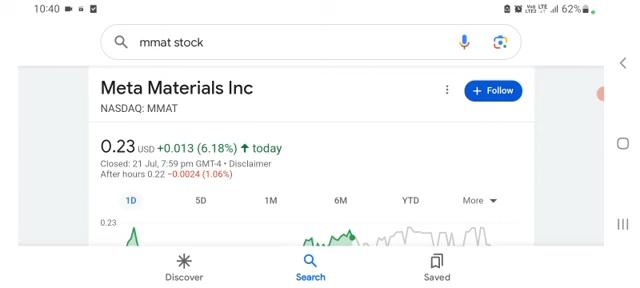 10:40 LTE 62%
mmat stock
Meta Materials Inc
Follow
NASDAQ: MMAT
0.23 USD +0.013 (6.18%) ↑ today
Closed: 21 Jul, 7:59 pm GMT-4 • Disclaimer
After hours 0.22 −0.0024 (1.06%)
1D 5D 1M 6M YTD More
0.23
Discover Search Saved